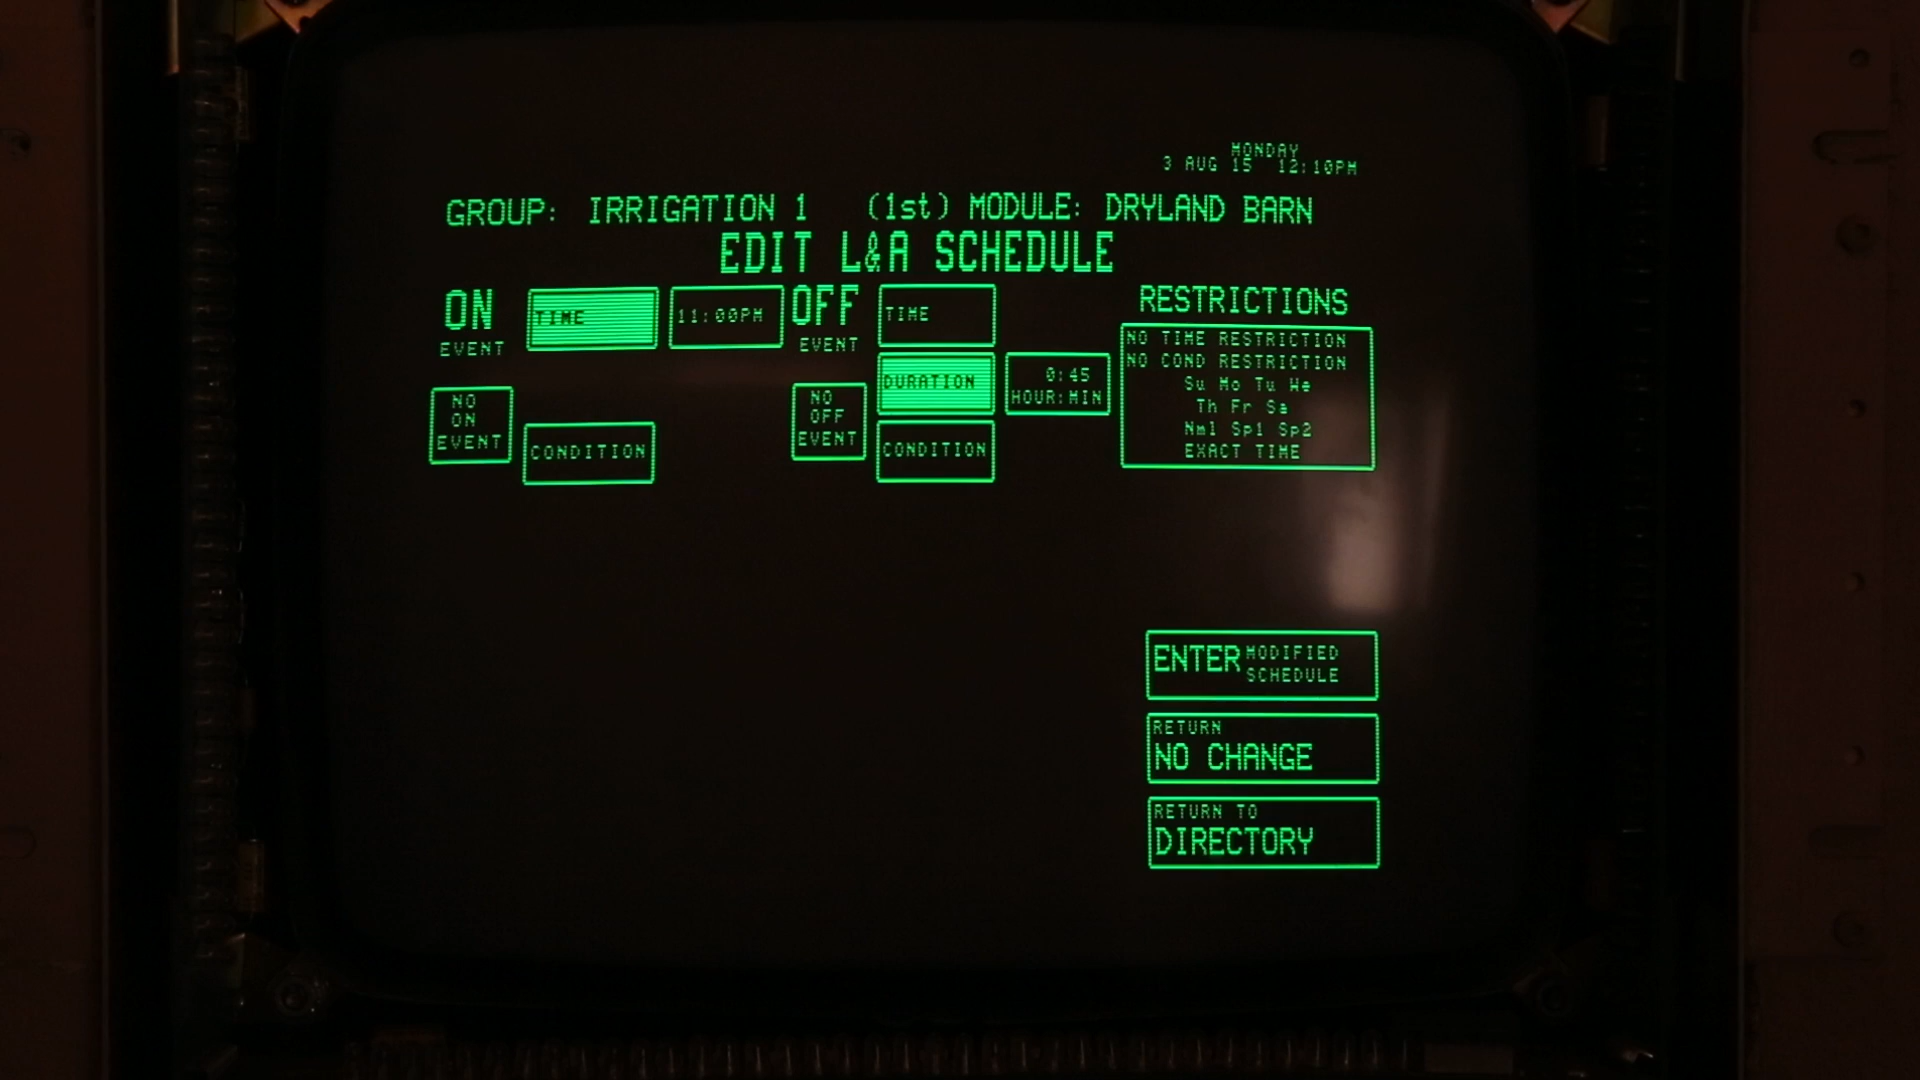 MONDAY
3 AUG 15 12:10PM
GROUP: IRRIGATION 1 (1st) MODULE: DRYLAND BARN
EDIT L&A SCHEDULE
ON
EVENT
TIME
11:00PM
NO
ON
EVENT
CONDITION
OFF
EVENT
TIME
DURATION
0:45
HOUR:MIN
NO
OFF
EVENT
CONDITION
RESTRICTIONS
NO TIME RESTRICTION
NO COND RESTRICTION
Su Mo Tu We
Th Fr Sa
Nml Sp1 Sp2
EXACT TIME
ENTER MODIFIED
SCHEDULE
RETURN
NO CHANGE
RETURN TO
DIRECTORY